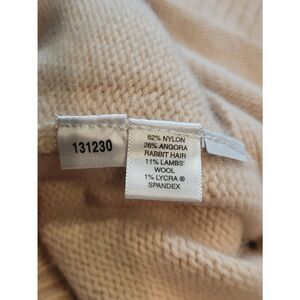 131230
62% NYLON
26% ANGORA
RABBIT HAIR
11% LAMBS'
WOOL
1% LYCRA ®
SPANDEX